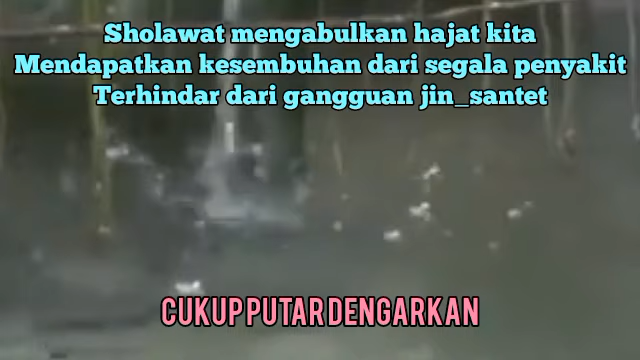 Sholawat mengabulkan hajat kita
Mendapatkan kesembuhan dari segala penyakit
Terhindar dari gangguan jin_santet
CUKUP PUTAR DENGARKAN